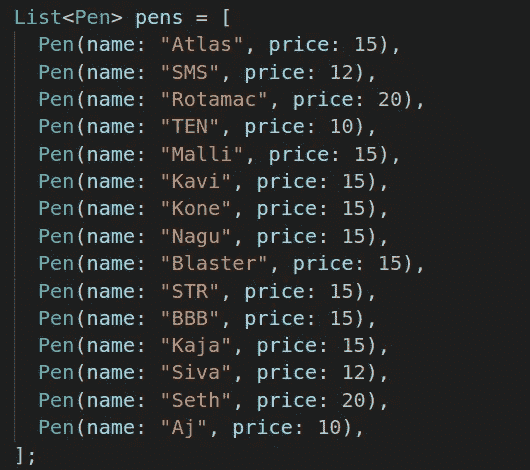 List<Pen> pens = [
Pen(name: "Atlas", price: 15),
Pen(name: "SMS", price: 12),
Pen(name: "Rotamac", price: 20),
Pen(name: "TEN", price: 10),
Pen(name: "Malli", price: 15),
Pen(name: "Kavi", price: 15),
Pen(name: "Kone", price: 15),
Pen(name: "Nagu", price: 15),
Pen(name: "Blaster", price: 15),
Pen(name: "STR", price: 15),
Pen(name: "BBB", price: 15),
Pen(name: "Kaja", price: 15),
Pen(name: "Siva", price: 12),
Pen(name: "Seth", price: 20),
Pen(name: "Aj", price: 10),
];